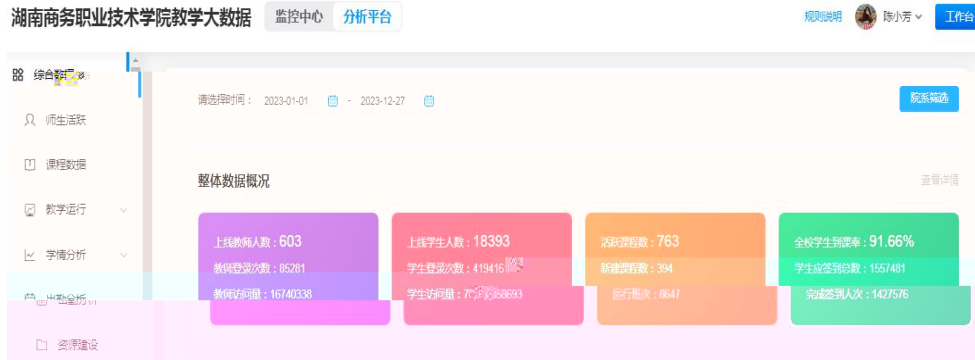 湖南商务职业技术学院教学大数据 监控中心 分析平台 规则说明 陈小芳 工作台
综合数据
师生活跃
课程数据
教学运行
学情分析
出勤分析
资源建设
请选择时间： 2023-01-01 - 2023-12-27 院系筛选
整体数据概况 查看详情
上线教师人数：603
教师登录次数：85281
教师访问量：16740338
上线学生人数：18393
学生登录次数：419416
学生访问量：
活跃课程数：763
新建课程数：394
运行班次：8647
全校学生到课率：91.66%
学生应签到总数：1557481
完成签到人次：1427576